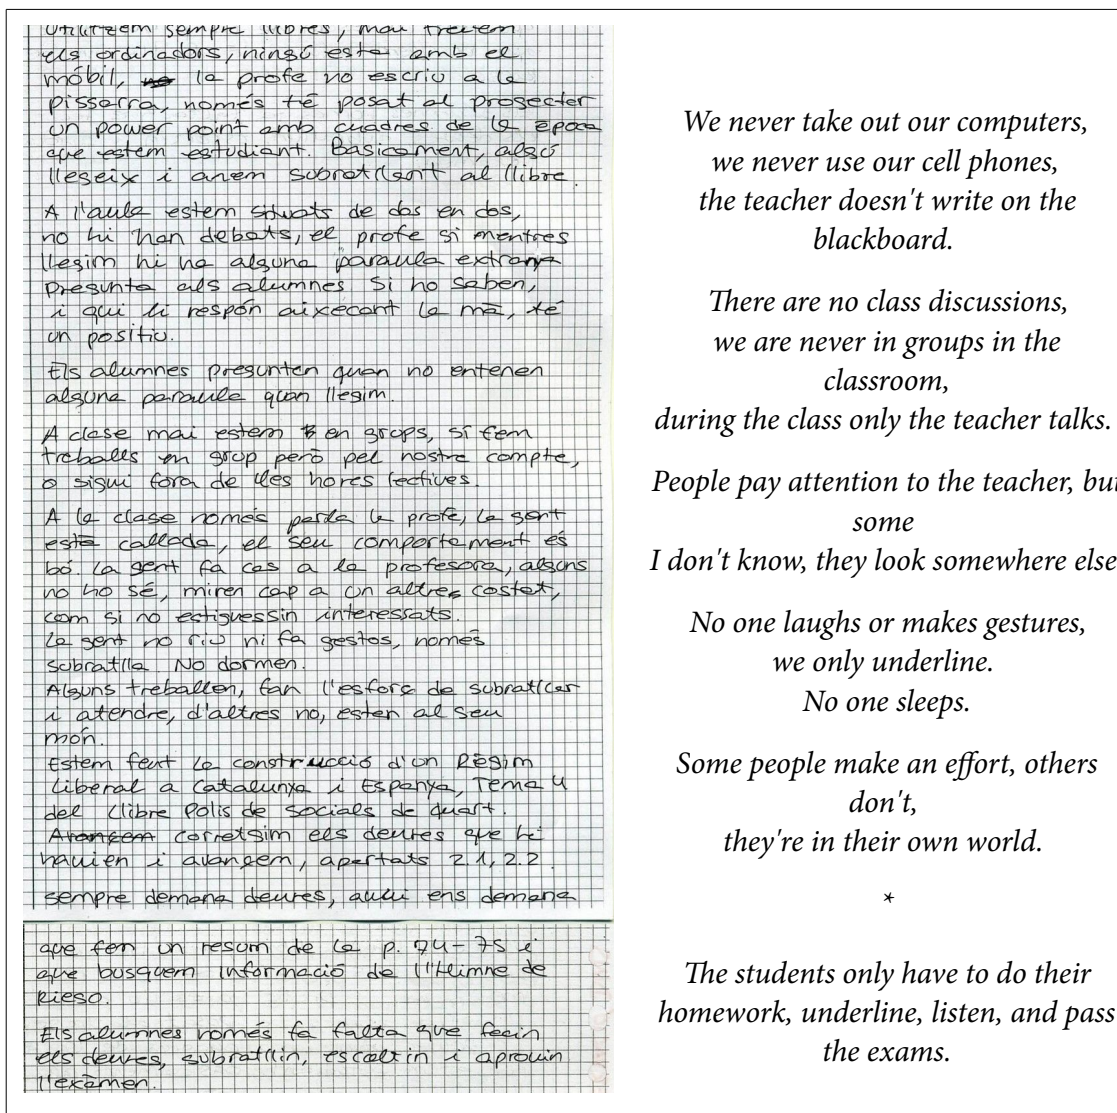 utilitzem sempre llibres, mai treiem
els ordinadors, ningú esta amb el
móbil, la profe no escriu a la
pissarra, només té posat al prosecter
un power point amb cuadres de la època
que estem estudiant. Basicament, algú
llegeix i anem subratllant al llibre.
A l'aula estem situats de dos en dos,
no hi han debats, el profe si mentres
llegim hi ha alguna paraula extranya
Pregunta als alumnes si ho saben,
i qui li respón aixecant la mà, té
un positiu.
Els alumnes pregunten quan no entenen
alguna paraula quan llegim.
A clase mai estem en grups, si fem
treballs en grup però pel nostre compte,
o sigui fora de les hores lectives.
A la clase només parla la profe, la gent
està callada, el seu comportament és
bó. La gent fa cas a la profesora, alguns
no ho sé, miren cap a un altres costat,
com si no estiguessin interessats.
La gent no riu ni fa gestos, només
subratlla. No dormen.
Alguns treballen, fan l'esforç de subratllar
i atendre, d'altres no, esten al seu
món.
Estem fent la construcció d'un Règim
Liberal a Catalunya i Espanya, Tema 4
del llibre Polis de socials de quart.
Avancem corretgim els deures que hi
havien i avançem, apartats 2.1, 2.2.
sempre demana deures, avui ens demana
que fem un resum de la p. 74-75 i
que busquem informació de l'Himne de
Riego.
Els alumnes només fa falta que facin
els deures, subratllin, escoltin i aprovin
l'exàmen.
We never take out our computers,
we never use our cell phones,
the teacher doesn't write on the
blackboard.
There are no class discussions,
we are never in groups in the
classroom,
during the class only the teacher talks.
People pay attention to the teacher, but
some
I don't know, they look somewhere else
No one laughs or makes gestures,
we only underline.
No one sleeps.
Some people make an effort, others
don't,
they're in their own world.
*
The students only have to do their
homework, underline, listen, and pass
the exams.